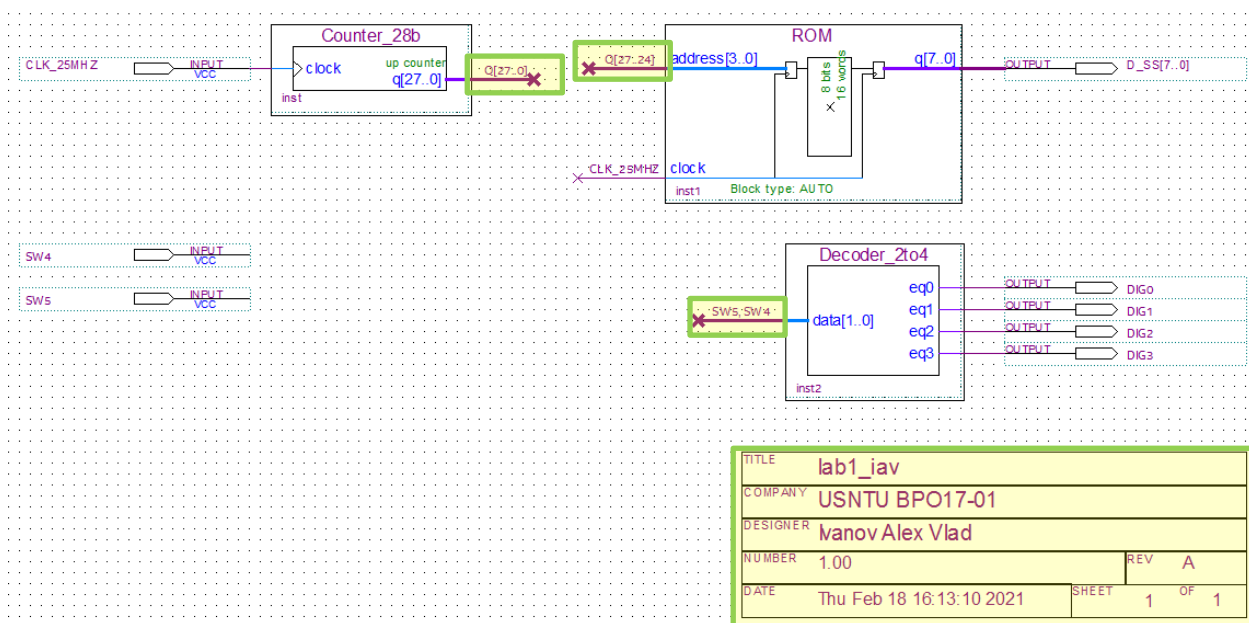 Counter_28b
CLK_25MHZ
INPUT
VCC
clock
up counter
q[27..0]
inst
Q[27..0]
Q[27..24]
ROM
address[3..0]
8 bits
16 words
q[7..0]
OUTPUT
D_SS[7..0]
CLK_25MHZ
clock
inst1
Block type: AUTO
SW4
INPUT
VCC
SW5
INPUT
VCC
Decoder_2to4
SW5,SW4
data[1..0]
eq0
OUTPUT
DIG0
eq1
OUTPUT
DIG1
eq2
OUTPUT
DIG2
eq3
OUTPUT
DIG3
inst2
TITLE lab1_iav
COMPANY USNTU BPO17-01
DESIGNER Ivanov Alex Vlad
NUMBER 1.00 REV A
DATE Thu Feb 18 16:13:10 2021 SHEET 1 OF 1